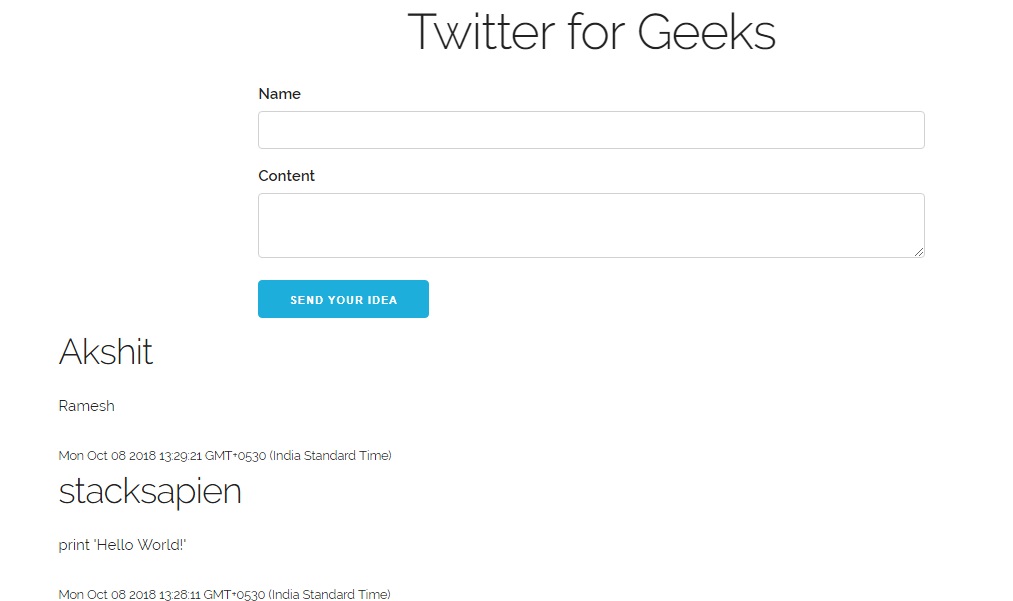 Twitter for Geeks
Name
Content
SEND YOUR IDEA
Akshit
Ramesh
Mon Oct 08 2018 13:29:21 GMT+0530 (India Standard Time)
stacksapien
print 'Hello World!'
Mon Oct 08 2018 13:28:11 GMT+0530 (India Standard Time)